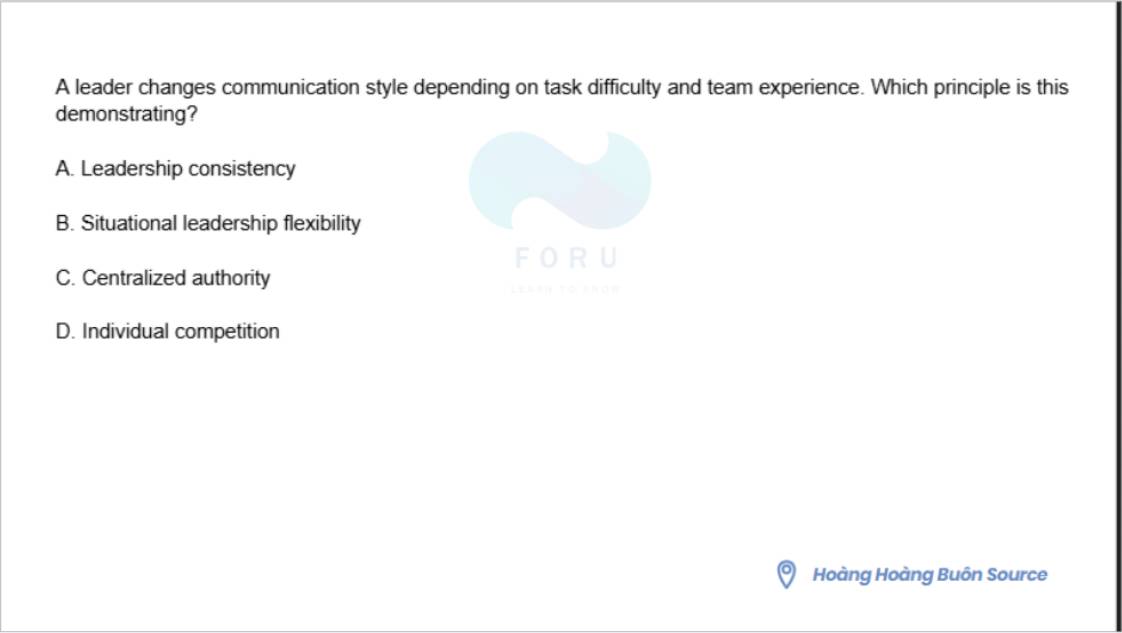 A leader changes communication style depending on task difficulty and team experience. Which principle is this
demonstrating?
A. Leadership consistency
B. Situational leadership flexibility
C. Centralized authority
D. Individual competition
FORU
LEARN TO KNOW
Hoàng Hoàng Buôn Source